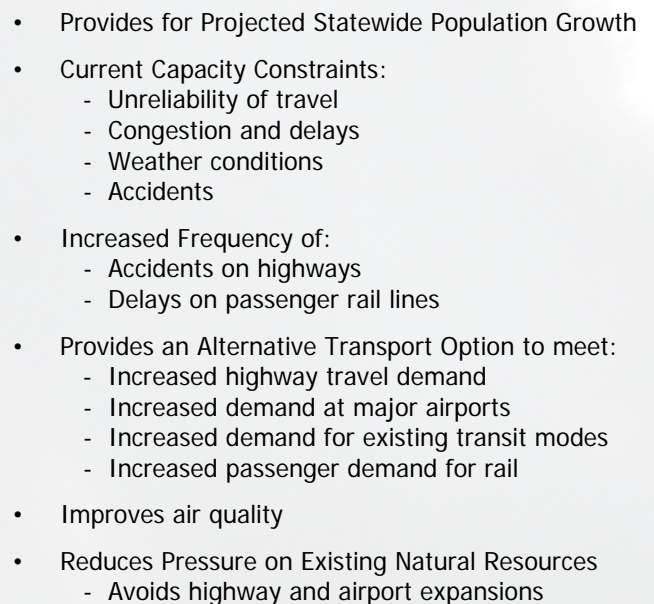 • Provides for Projected Statewide Population Growth
• Current Capacity Constraints:
- Unreliability of travel
- Congestion and delays
- Weather conditions
- Accidents
• Increased Frequency of:
- Accidents on highways
- Delays on passenger rail lines
• Provides an Alternative Transport Option to meet:
- Increased highway travel demand
- Increased demand at major airports
- Increased demand for existing transit modes
- Increased passenger demand for rail
• Improves air quality
• Reduces Pressure on Existing Natural Resources
- Avoids highway and airport expansions